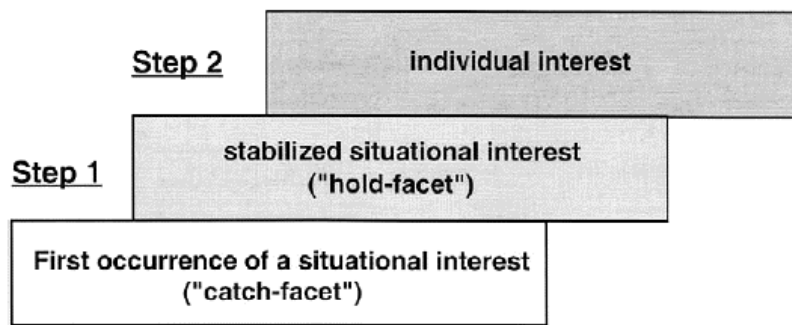 Step 2
individual interest
stabilized situational interest
("hold-facet")
Step 1
First occurrence of a situational interest
("catch-facet")